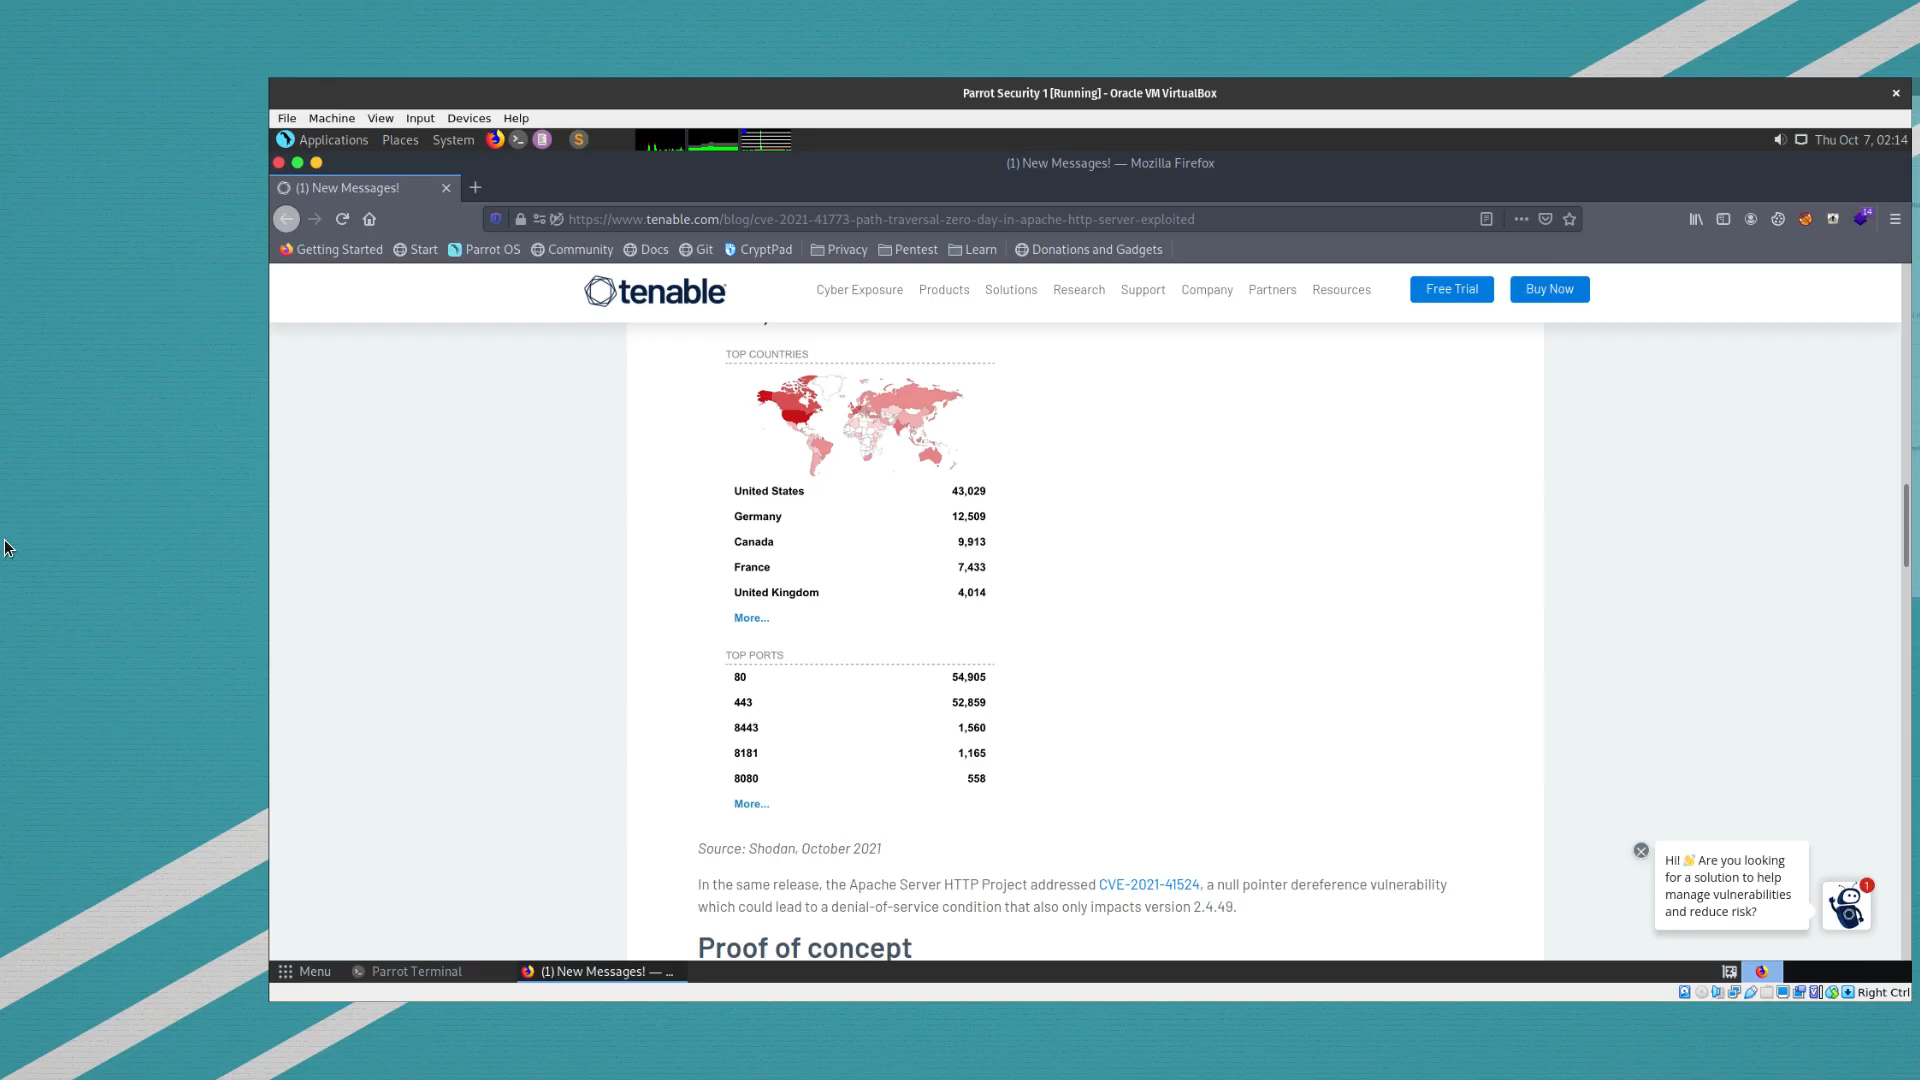 Parrot Security 1 [Running] - Oracle VM VirtualBox
File Machine View Input Devices Help
Applications Places System
Thu Oct 7, 02:14
(1) New Messages! — Mozilla Firefox
(1) New Messages!
https://www.tenable.com/blog/cve-2021-41773-path-traversal-zero-day-in-apache-http-server-exploited
14
Getting Started Start Parrot OS Community Docs Git CryptPad Privacy Pentest Learn Donations and Gadgets
tenable
Cyber Exposure Products Solutions Research Support Company Partners Resources Free Trial Buy Now
TOP COUNTRIES
United States 43,029
Germany 12,509
Canada 9,913
France 7,433
United Kingdom 4,014
More...
TOP PORTS
80 54,905
443 52,859
8443 1,560
8181 1,165
8080 558
More...
Source: Shodan, October 2021
In the same release, the Apache Server HTTP Project addressed CVE-2021-41524, a null pointer dereference vulnerability
which could lead to a denial-of-service condition that also only impacts version 2.4.49.
Proof of concept
Hi! 👋 Are you looking
for a solution to help
manage vulnerabilities
and reduce risk?
1
Menu Parrot Terminal (1) New Messages! — ...
Right Ctrl